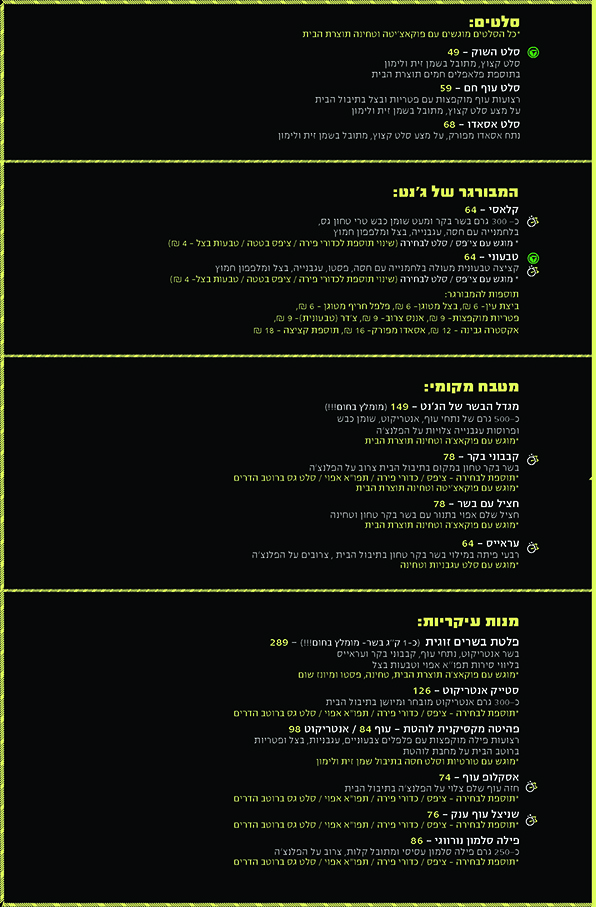 סלטים:
*כל הסלטים מוגשים עם פוקאצ'יטה וטחינה תוצרת הבית
סלט השוק – 49
סלט קצוץ, מתובל בשמן זית ולימון
בתוספת פלאפלים חמים תוצרת הבית
סלט עוף חם – 59
רצועות עוף מוקפצות עם פטריות ובצל בתיבול הבית
על מצע סלט קצוץ, מתובל בשמן זית ולימון
סלט אסאדו – 68
נתח אסאדו מפורק, על מצע סלט קצוץ, מתובל בשמן זית ולימון
המבורגר של ג'נט:
קלאסי – 64
כ- 300 גרם בשר בקר ומעט שומן כבש טרי טחון גס,
בלחמנייה עם חסה, עגבנייה, בצל ומלפפון חמוץ
* מוגש עם צ'פס / סלט לבחירה (שינוי תוספת לכדורי פירה / ציפס בטטה / טבעות בצל - 4 ₪)
טבעוני – 64
קציצה טבעונית מעולה בלחמנייה עם חסה, פסטו, עגבנייה, בצל ומלפפון חמוץ
* מוגש עם צ'פס / סלט לבחירה (שינוי תוספת לכדורי פירה / ציפס בטטה / טבעות בצל- 4 ₪)
תוספות להמבורגר:
ביצת עין- 6 ₪, בצל מטוגן- 6 ₪, פלפל חריף מטוגן - 6 ₪,
פטריות מוקפצות- 9 ₪, אננס צרוב- 9 ₪, צ'דר (טבעונית)- 9 ₪,
אקסטרה גבינה - 12 ₪, אסאדו מפורק- 16 ₪, תוספת קציצה - 18 ₪
מטבח מקומי:
מגדל הבשר של הג'נט – 149 (מומלץ בחום!!!)
כ-500 גרם של נתחי עוף, אנטריקוט, שומן כבש
ופרוסות עגבנייה צלויות על הפלנצ'ה
*מוגש עם פוקאצ'ה וטחינה תוצרת הבית
קבבוני בקר – 78
בשר בקר טחון במקום בתיבול הבית צרוב על הפלנצ'ה
*תוספת לבחירה - ציפס / כדורי פירה / תפו"א אפוי / סלט גס ברוטב הדרים
*מוגש עם פוקאצ'יטה וטחינה תוצרת הבית
חציל עם בשר – 78
חציל שלם אפוי בתנור עם בשר בקר טחון וטחינה
*מוגש עם פוקאצ'ה וטחינה תוצרת הבית
עראייס – 64
רבעי פיתה במילוי בשר בקר טחון בתיבול הבית , צרובים על הפלנצ'ה
*מוגש עם סלט עגבניות וטחינה
מנות עיקריות:
פלטת בשרים זוגית (כ-1 ק"ג בשר- מומלץ בחום!!!) – 289
בשר אנטריקוט, נתחי עוף, קבבוני בקר ועראייס
בליווי סירות תפו"א אפוי וטבעות בצל
*מוגש עם פוקאצ'ה תוצרת הבית, טחינה, פסטו ומיונז שום
סטייק אנטריקוט – 126
כ-300 גרם אנטריקוט מובחר ומיושן בתיבול הבית
*תוספת לבחירה - ציפס / כדורי פירה / תפו"א אפוי / סלט גס ברוטב הדרים
פהיטה מקסיקנית לוהטת – עוף 84 / אנטריקוט 98
רצועות פילה מוקפצות עם פלפלים צבעוניים, עגבניות, בצל ופטריות
ברוטב הבית על מחבת לוהטת
*מוגש עם טורטיות וסלט חסה בתיבול שמן זית ולימון
אסקלופ עוף – 74
חזה עוף שלם צלוי על הפלנצ'ה בתיבול הבית
*תוספת לבחירה - ציפס / כדורי פירה / תפו"א אפוי / סלט גס ברוטב הדרים
שניצל עוף ענק – 76
*תוספת לבחירה - ציפס / כדורי פירה / תפו"א אפוי / סלט גס ברוטב הדרים
פילה סלמון נורווגי – 86
כ-250 גרם פילה סלמון עסיסי ומתובל קלות, צרוב על הפלנצ'ה
*תוספת לבחירה - ציפס / כדורי פירה / תפו"א אפוי / סלט גס ברוטב הדרים